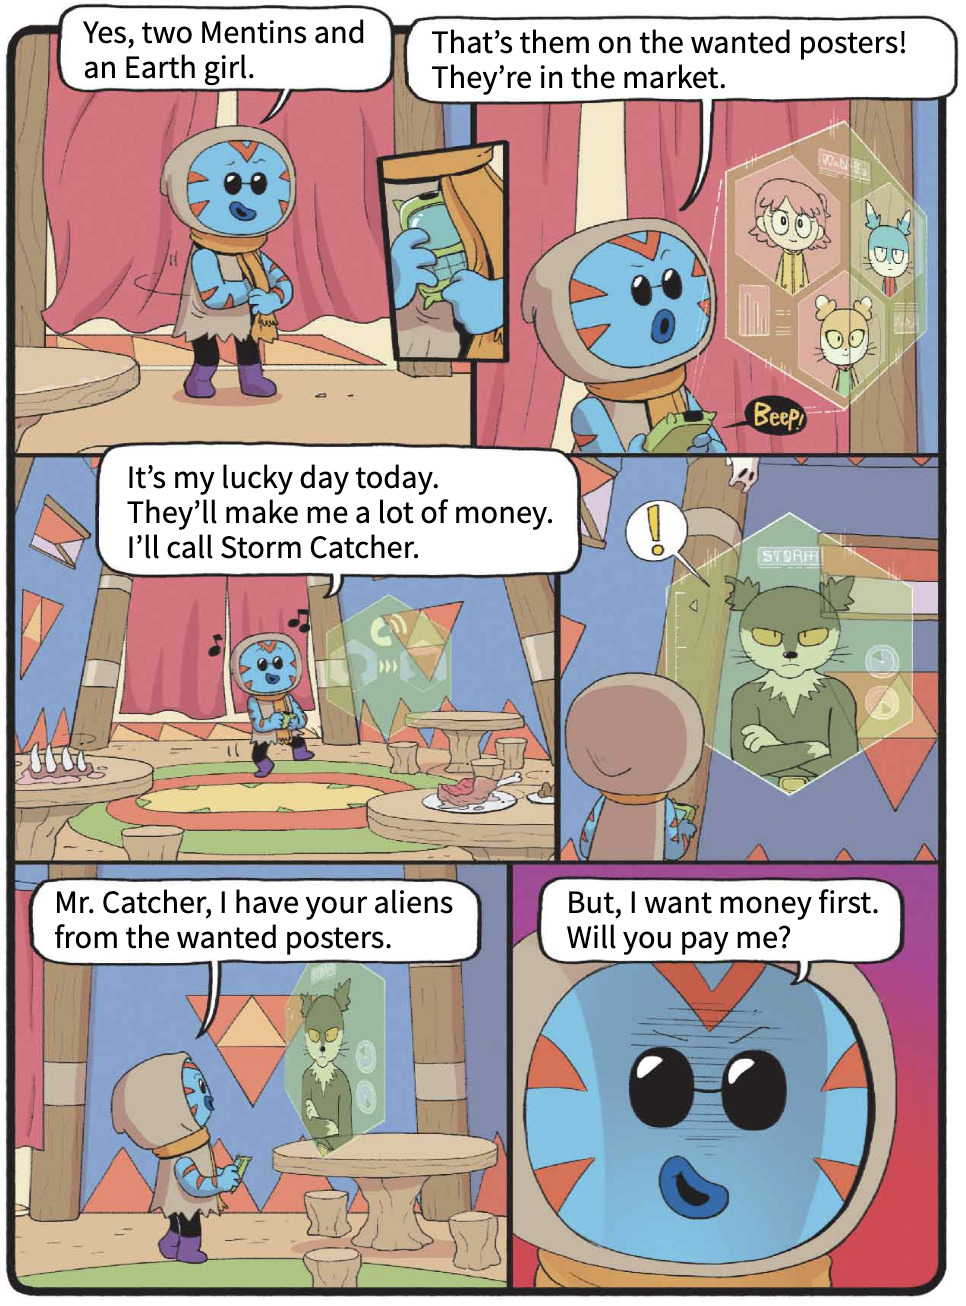 Yes, two Mentins and
an Earth girl.
That's them on the wanted posters!
They're in the market.
Beep!
It's my lucky day today.
They'll make me a lot of money.
I'll call Storm Catcher.
!
STORM
Mr. Catcher, I have your aliens
from the wanted posters.
But, I want money first.
Will you pay me?